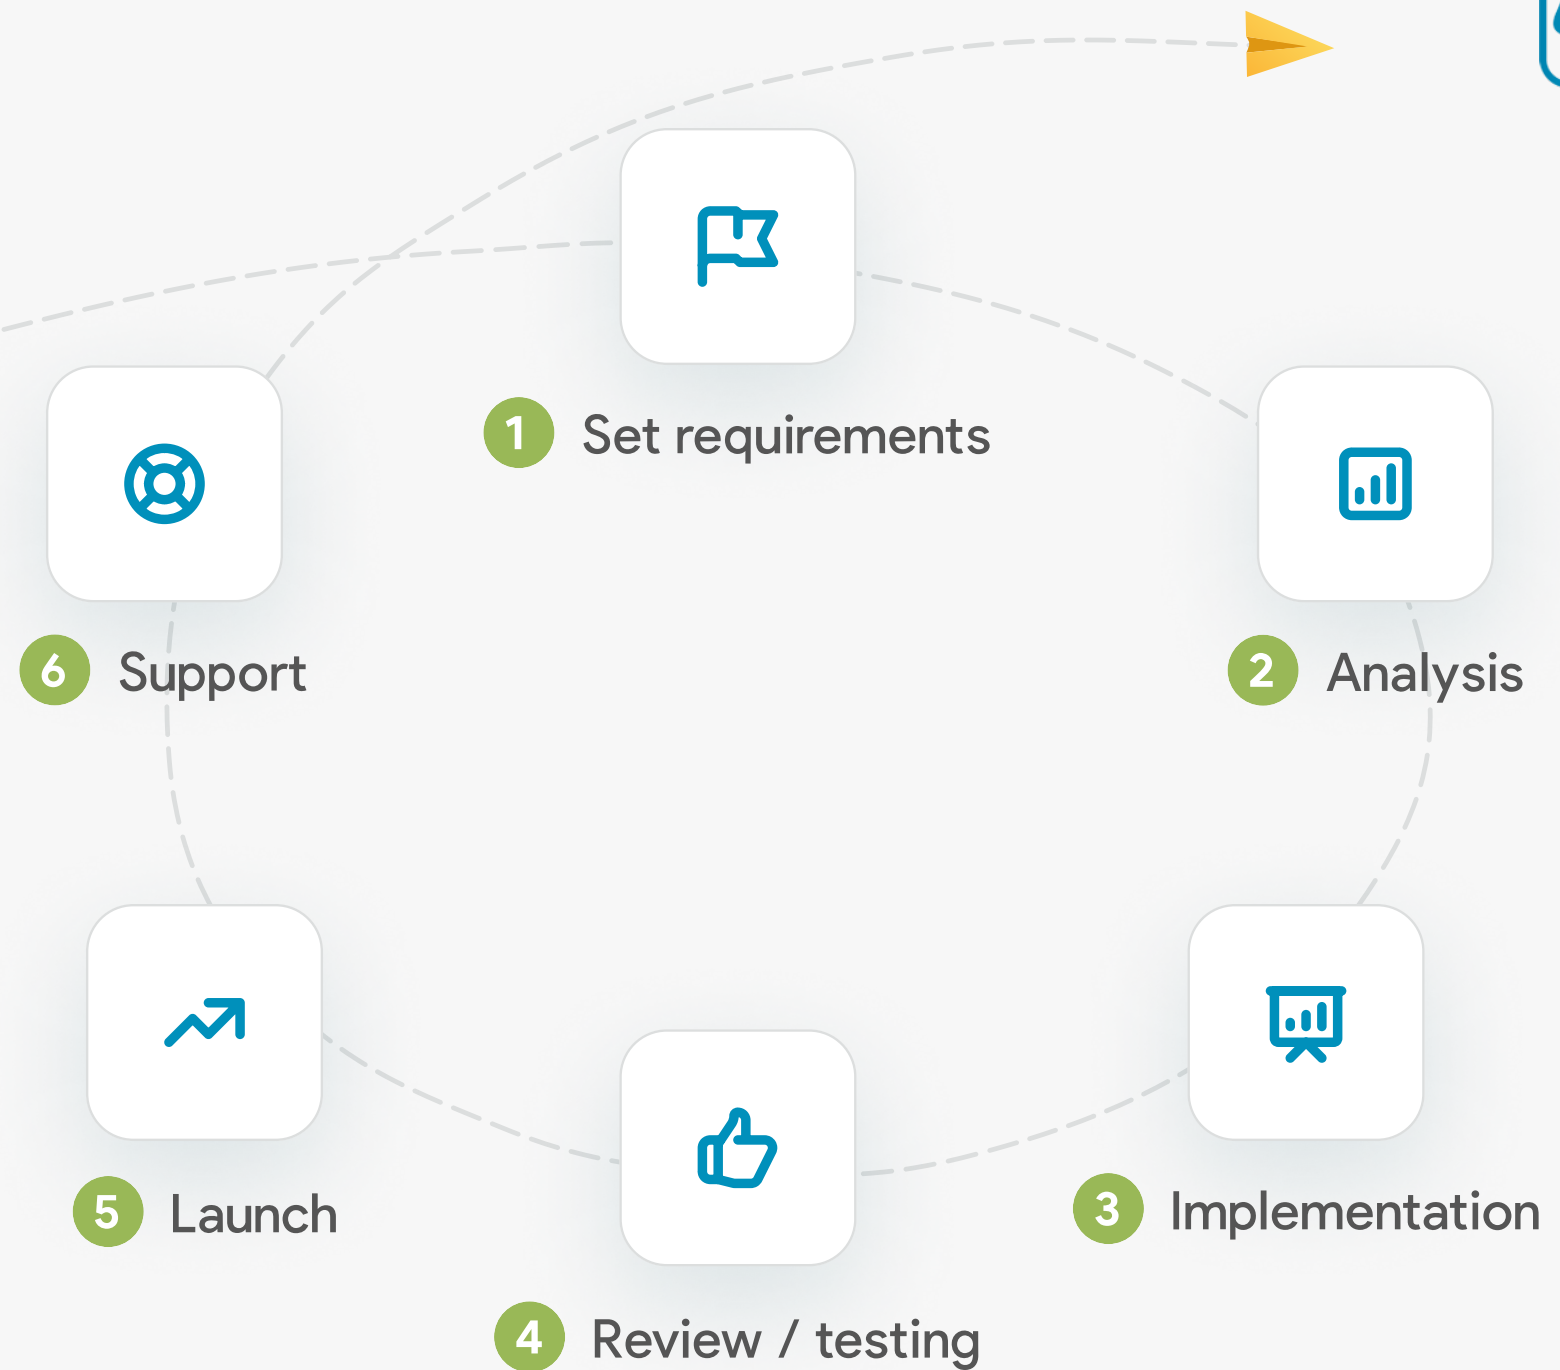 1 Set requirements
2 Analysis
3 Implementation
4 Review / testing
5 Launch
6 Support